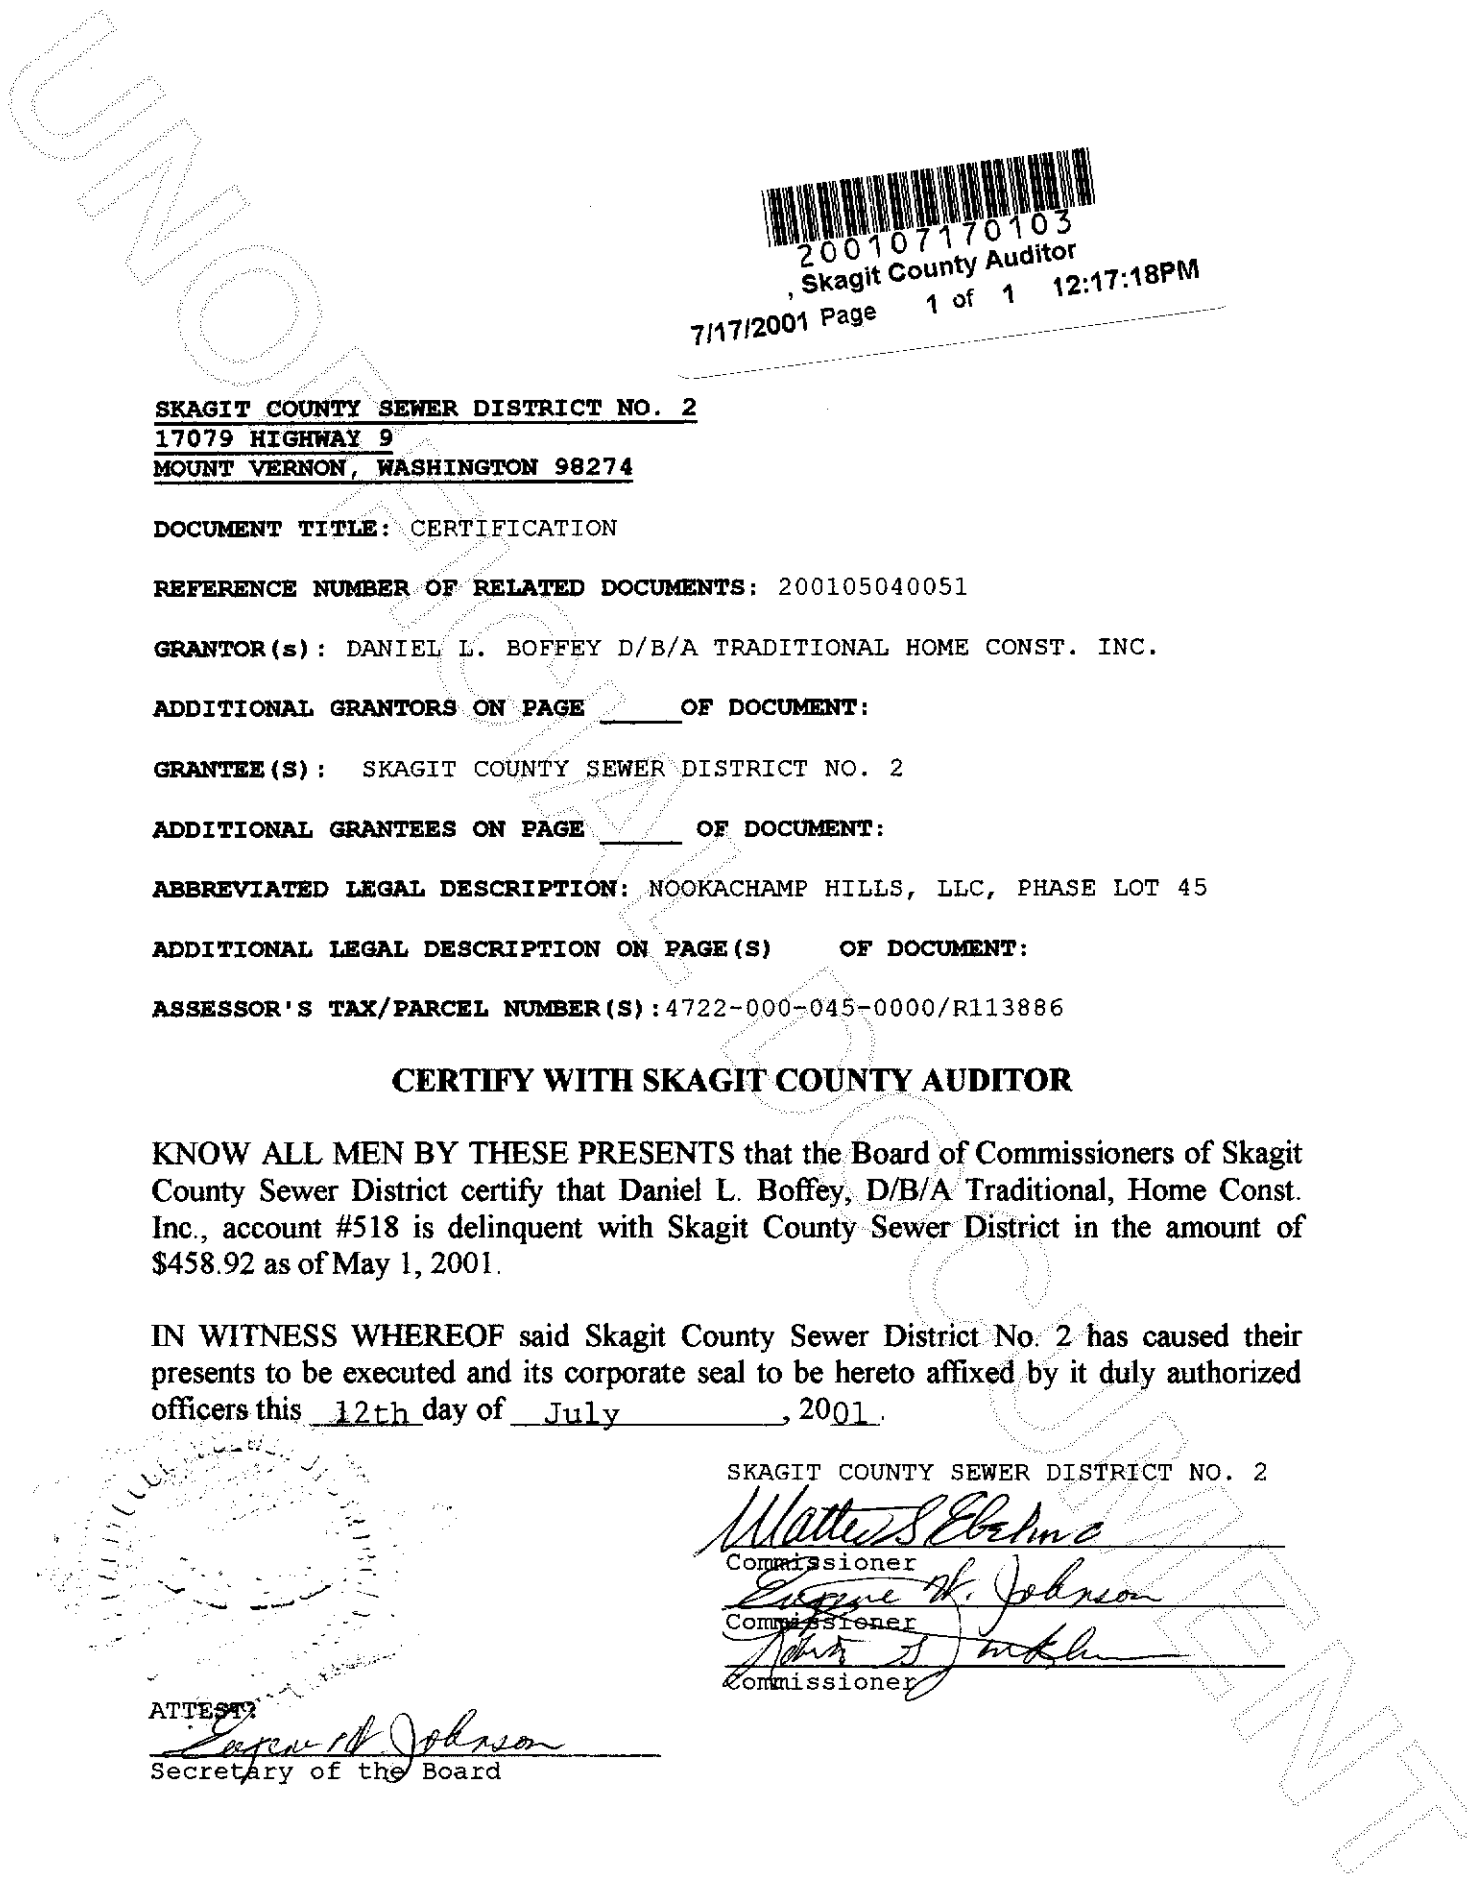 UNOFFICIAL DOCUMENT
200107170103
, Skagit County Auditor
7/17/2001 Page 1 of 1 12:17:18PM
SKAGIT COUNTY SEWER DISTRICT NO. 2
17079 HIGHWAY 9
MOUNT VERNON, WASHINGTON 98274
DOCUMENT TITLE: CERTIFICATION
REFERENCE NUMBER OF RELATED DOCUMENTS: 200105040051
GRANTOR(s): DANIEL L. BOFFEY D/B/A TRADITIONAL HOME CONST. INC.
ADDITIONAL GRANTORS ON PAGE _____OF DOCUMENT:
GRANTEE(S): SKAGIT COUNTY SEWER DISTRICT NO. 2
ADDITIONAL GRANTEES ON PAGE _____ OF DOCUMENT:
ABBREVIATED LEGAL DESCRIPTION: NOOKACHAMP HILLS, LLC, PHASE LOT 45
ADDITIONAL LEGAL DESCRIPTION ON PAGE(S) OF DOCUMENT:
ASSESSOR'S TAX/PARCEL NUMBER(S):4722-000-045-0000/R113886
CERTIFY WITH SKAGIT COUNTY AUDITOR
KNOW ALL MEN BY THESE PRESENTS that the Board of Commissioners of Skagit
County Sewer District certify that Daniel L. Boffey, D/B/A Traditional, Home Const.
Inc., account #518 is delinquent with Skagit County Sewer District in the amount of
$458.92 as of May 1, 2001.
IN WITNESS WHEREOF said Skagit County Sewer District No. 2 has caused their
presents to be executed and its corporate seal to be hereto affixed by it duly authorized
officers this 12th day of July, 2001.
SKAGIT COUNTY SEWER DISTRICT NO. 2
Commissioner
Eugene W. Johnson
Commissioner
Commissioner
ATTEST:
Eugene W. Johnson
Secretary of the Board